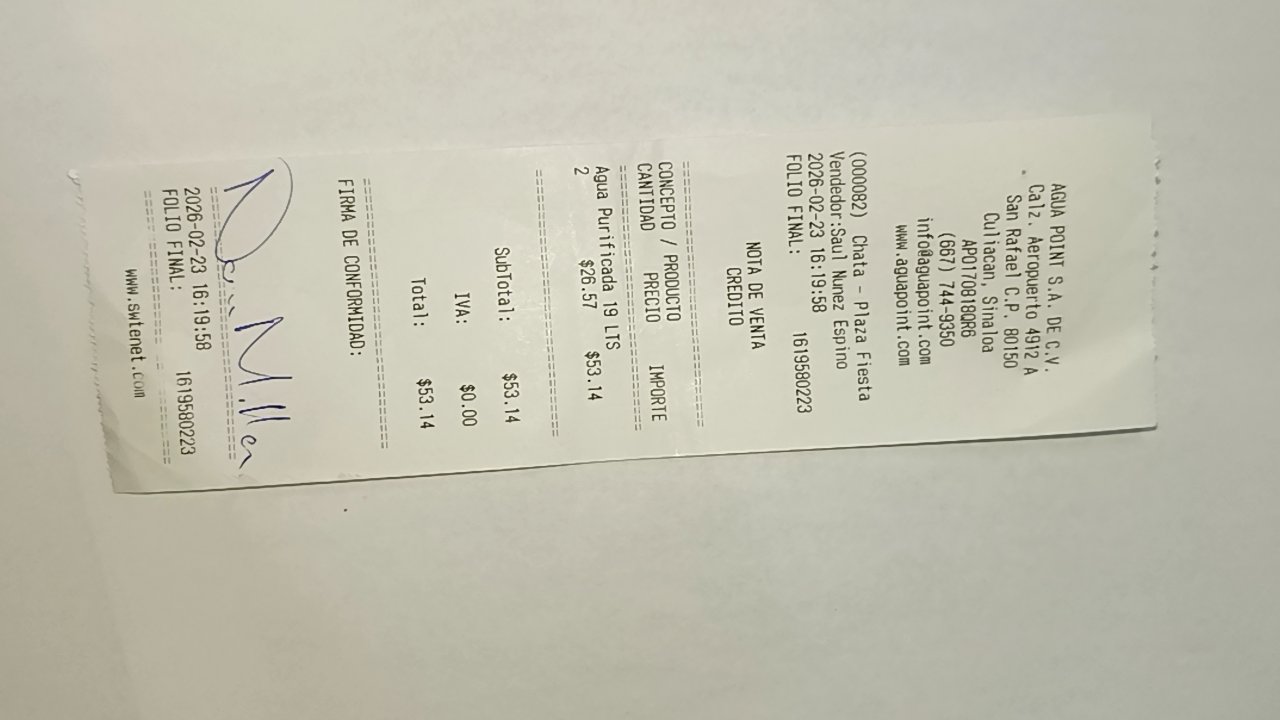 AGUA POINT S.A. DE C.V.
Calz. Aeropuerto 4912 A
San Rafael C.P. 80150
Culiacan, Sinaloa
APO170818QR6
(667) 744-9350
info@aguapoint.com
www.aguapoint.com
(000082) Chata - Plaza Fiesta
Vendedor:Saul Nunez Espino
2026-02-23 16:19:58
FOLIO FINAL: 1619580223
NOTA DE VENTA
CREDITO
CONCEPTO / PRODUCTO
CANTIDAD PRECIO IMPORTE
Agua Purificada 19 LTS
2 $26.57 $53.14
SubTotal: $53.14
IVA: $0.00
Total: $53.14
FIRMA DE CONFORMIDAD:
2026-02-23 16:19:58
FOLIO FINAL: 1619580223
www.swtenet.com